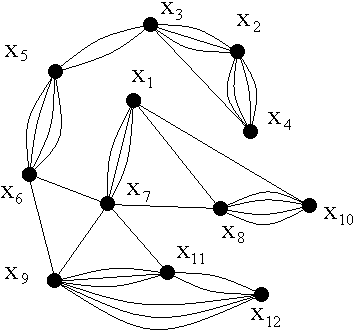 x₃
x₂
x₅
x₁
x₄
x₆
x₇
x₈
x₁₀
x₁₁
x₉
x₁₂